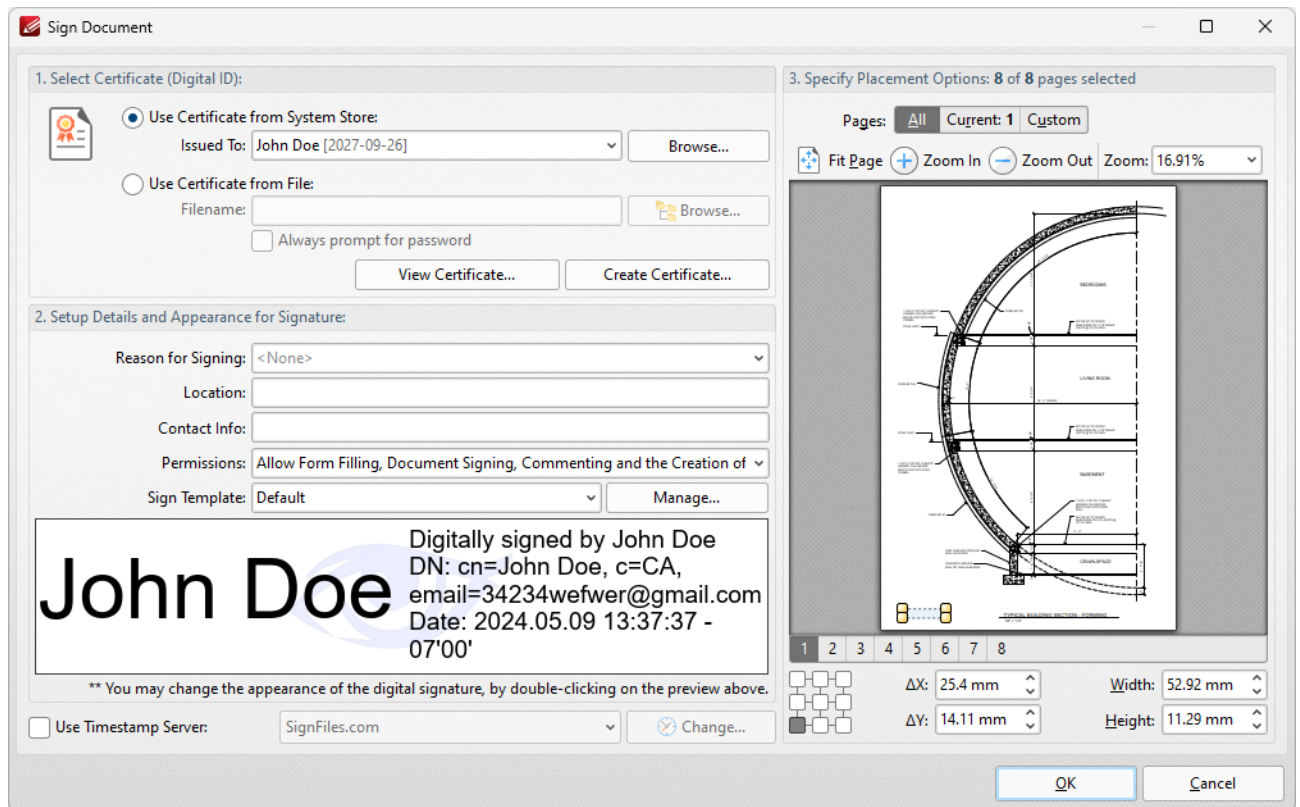 Sign Document
1. Select Certificate (Digital ID):
Use Certificate from System Store:
Issued To: John Doe [2027-09-26] Browse...
Use Certificate from File:
Filename: Browse...
Always prompt for password
View Certificate... Create Certificate...
2. Setup Details and Appearance for Signature:
Reason for Signing: <None>
Location:
Contact Info:
Permissions: Allow Form Filling, Document Signing, Commenting and the Creation of
Sign Template: Default Manage...
John Doe
Digitally signed by John Doe
DN: cn=John Doe, c=CA,
email=34234wefwer@gmail.com
Date: 2024.05.09 13:37:37 -
07'00'
** You may change the appearance of the digital signature, by double-clicking on the preview above.
Use Timestamp Server: SignFiles.com Change...
3. Specify Placement Options: 8 of 8 pages selected
Pages: All Current: 1 Custom
Fit Page Zoom In Zoom Out Zoom: 16.91%
BEDROOMS
LIVING ROOM
BASEMENT
CRAWLSPACE
TYPICAL BUILDING SECTION - FORMING
1 2 3 4 5 6 7 8
ΔX: 25.4 mm Width: 52.92 mm
ΔY: 14.11 mm Height: 11.29 mm
OK Cancel